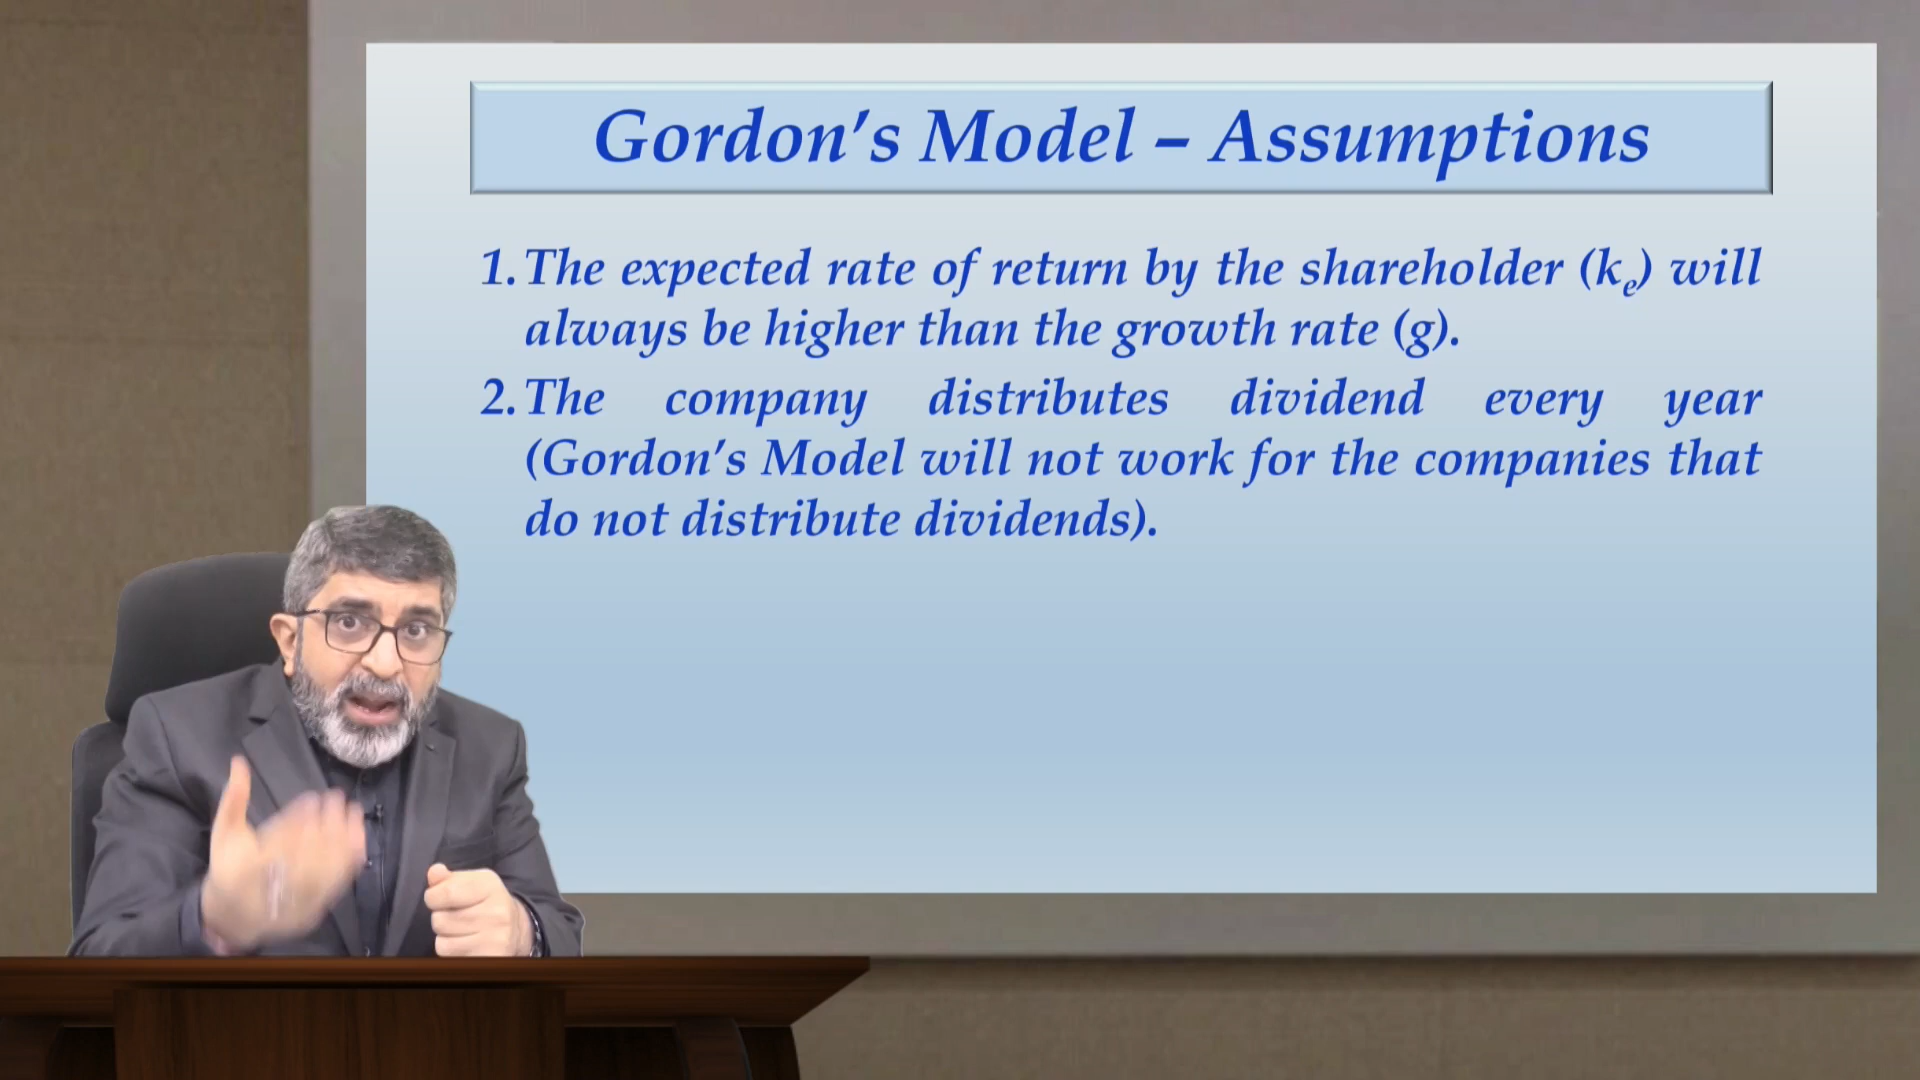 Gordon’s Model – Assumptions
1. The expected rate of return by the shareholder (kₑ) will
always be higher than the growth rate (g).
2. The company distributes dividend every year
(Gordon’s Model will not work for the companies that
do not distribute dividends).